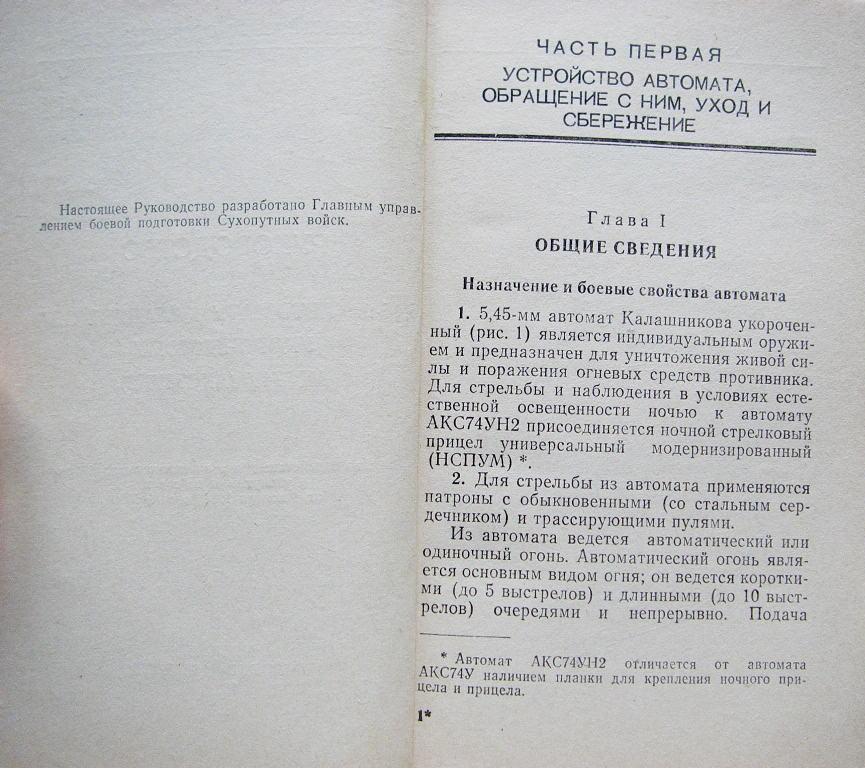 Настоящее Руководство разработано Главным управ-
лением боевой подготовки Сухопутных войск.
ЧАСТЬ ПЕРВАЯ
УСТРОЙСТВО АВТОМАТА,
ОБРАЩЕНИЕ С НИМ, УХОД И
СБЕРЕЖЕНИЕ
Глава I
ОБЩИЕ СВЕДЕНИЯ
Назначение и боевые свойства автомата
1. 5,45-мм автомат Калашникова укорочен-
ный (рис. 1) является индивидуальным оружи-
ем и предназначен для уничтожения живой си-
лы и поражения огневых средств противника.
Для стрельбы и наблюдения в условиях есте-
ственной освещенности ночью к автомату
АКС74УН2 присоединяется ночной стрелковый
прицел универсальный модернизированный
(НСПУМ) *.
2. Для стрельбы из автомата применяются
патроны с обыкновенными (со стальным сер-
дечником) и трассирующими пулями.
Из автомата ведется автоматический или
одиночный огонь. Автоматический огонь явля-
ется основным видом огня; он ведется коротки-
ми (до 5 выстрелов) и длинными (до 10 выст-
релов) очередями и непрерывно. Подача
* Автомат АКС74УН2 отличается от автомата
АКС74У наличием планки для крепления ночного при-
цела и прицела.
1*